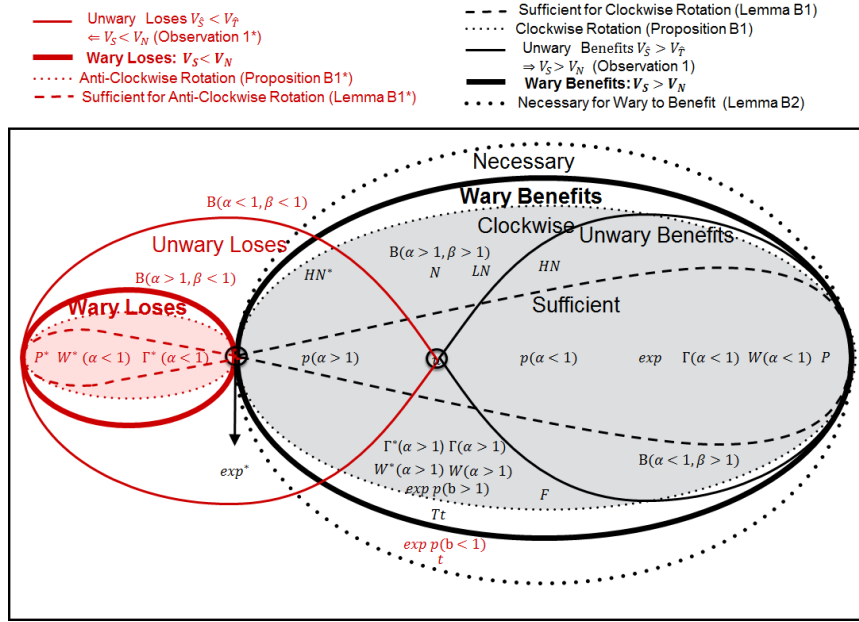 Unwary Loses V_Ŝ < V_T̂
⇐ V_S < V_N (Observation 1*)
Wary Loses: V_S < V_N
Anti-Clockwise Rotation (Proposition B1*)
Sufficient for Anti-Clockwise Rotation (Lemma B1*)
Sufficient for Clockwise Rotation (Lemma B1)
Clockwise Rotation (Proposition B1)
Unwary Benefits V_Ŝ > V_T̂
⇒ V_S > V_N (Observation 1)
Wary Benefits: V_S > V_N
Necessary for Wary to Benefit (Lemma B2)
Necessary
Wary Benefits
B(α < 1, β < 1)
Clockwise
Unwary Loses
Unwary Benefits
B(α > 1, β > 1)
B(α > 1, β < 1)
HN*
N
LN
HN
Wary Loses
Sufficient
P* W*(α < 1) Γ*(α < 1)
p(α > 1)
p(α < 1)
exp Γ(α < 1) W(α < 1) P
exp*
Γ*(α > 1) Γ(α > 1)
W*(α > 1) W(α > 1)
B(α < 1, β > 1)
exp p(b > 1)
F
Tt
exp p(b < 1)
t